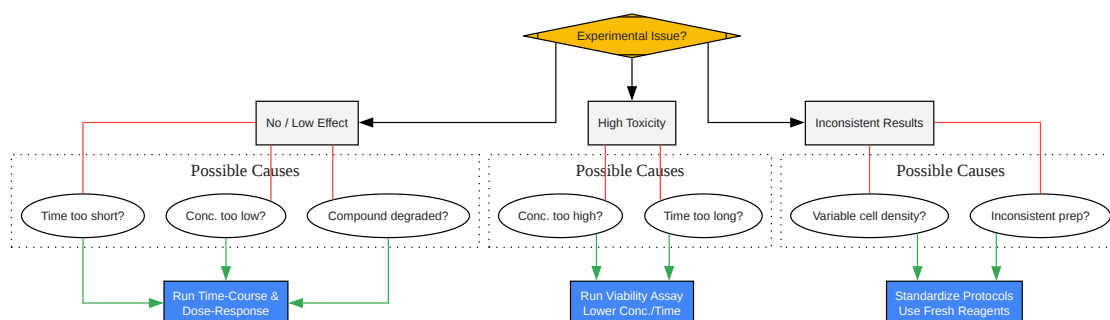 Experimental Issue?
No / Low Effect
High Toxicity
Inconsistent Results
Possible Causes
Possible Causes
Possible Causes
Time too short?
Conc. too low?
Compound degraded?
Conc. too high?
Time too long?
Variable cell density?
Inconsistent prep?
Run Time-Course &
Dose-Response
Run Viability Assay
Lower Conc./Time
Standardize Protocols
Use Fresh Reagents